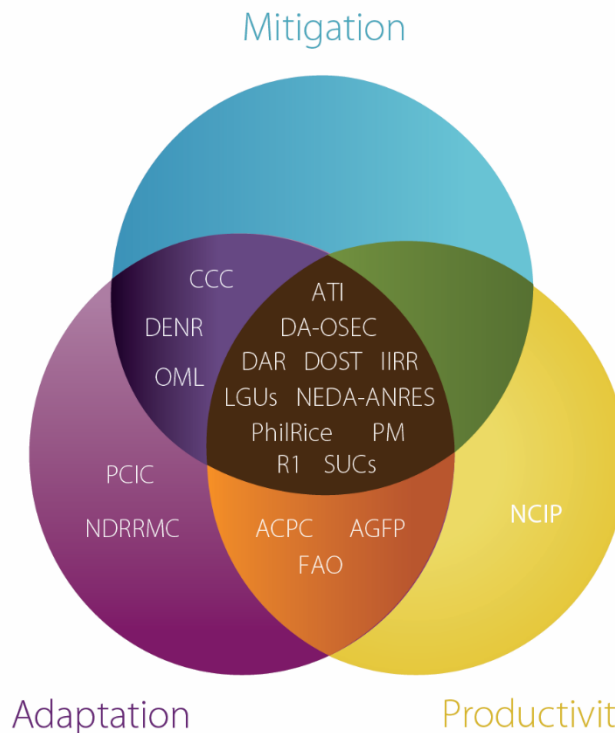 Mitigation
CCC
ATI
DENR
DA-OSEC
OML
DAR DOST IIRR
LGUs NEDA-ANRES
PhilRice PM
R1 SUCs
PCIC
NDRRMC
ACPC AGFP
FAO
NCIP
Adaptation
Productivit